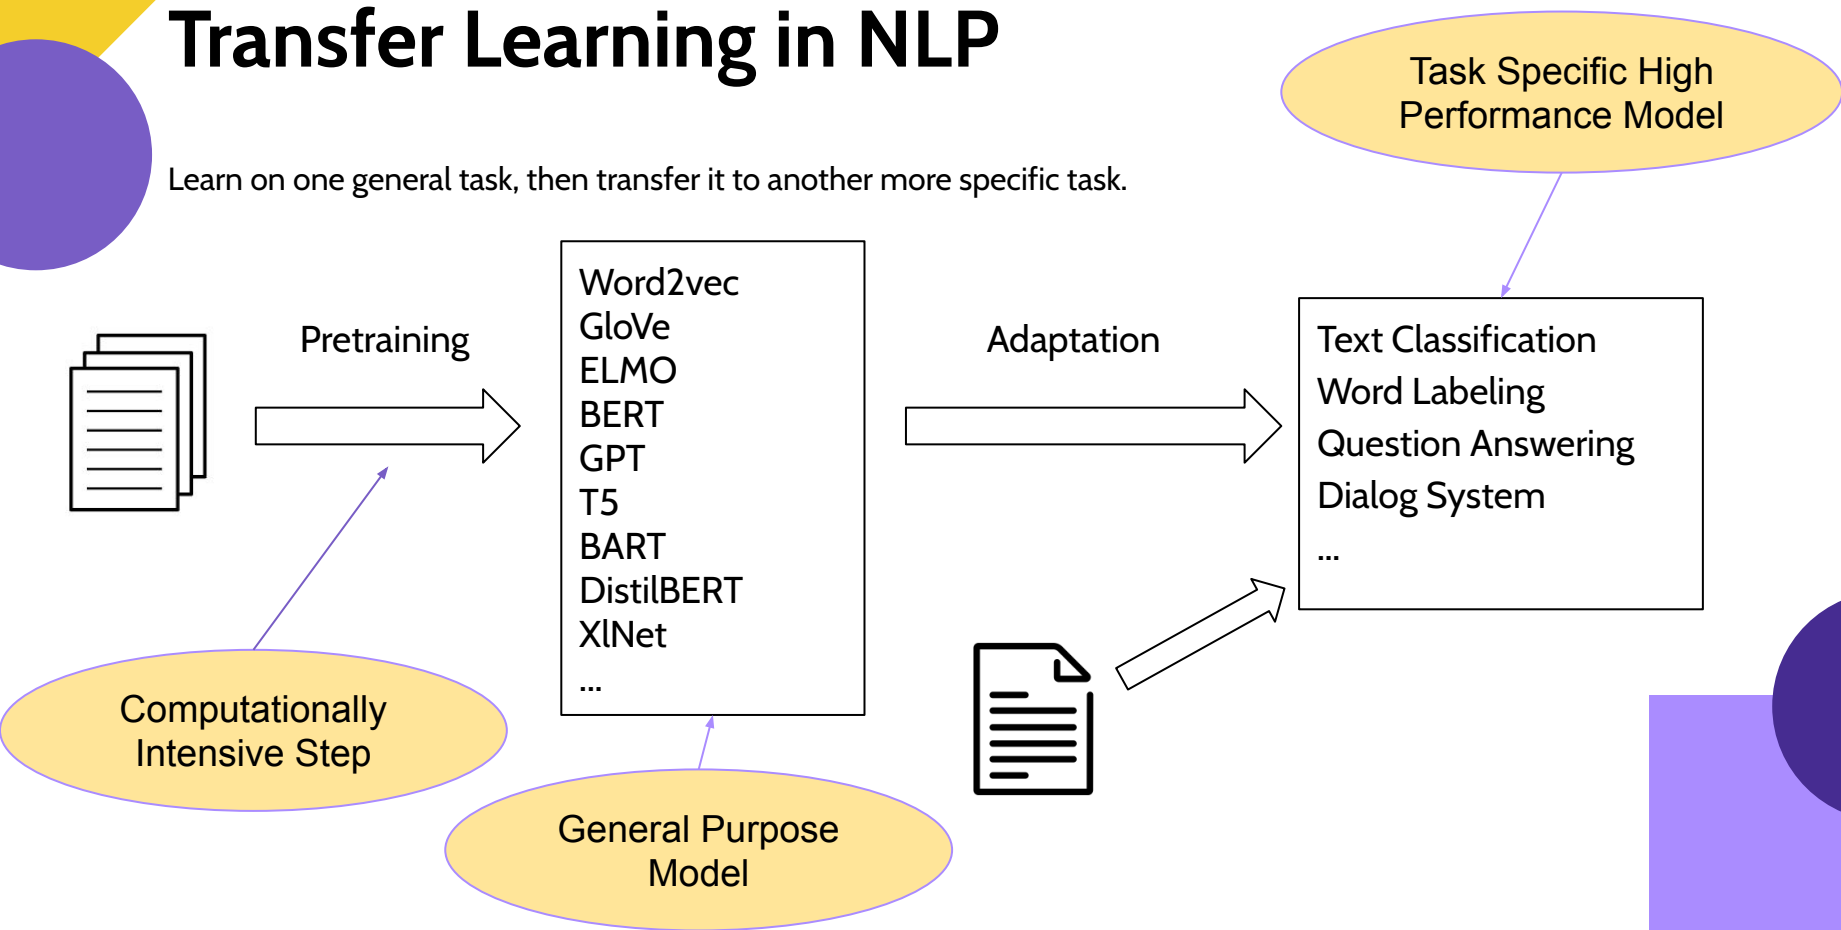 Transfer Learning in NLP
Task Specific High
Performance Model
Learn on one general task, then transfer it to another more specific task.
Pretraining
Word2vec
GloVe
ELMO
BERT
GPT
T5
BART
DistilBERT
XlNet
...
Adaptation
Text Classification
Word Labeling
Question Answering
Dialog System
...
Computationally
Intensive Step
General Purpose
Model